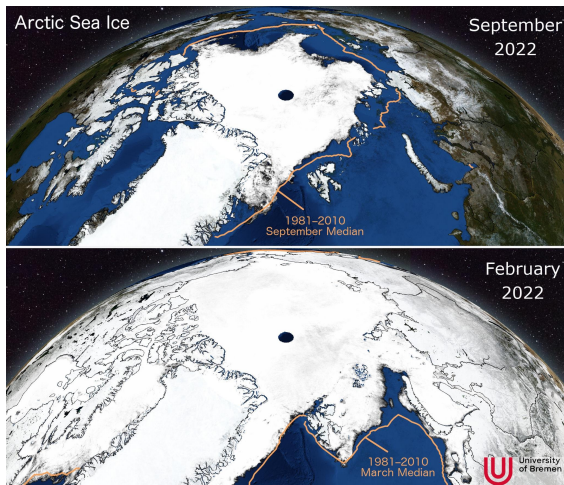 Arctic Sea Ice
September
2022
1981–2010
September Median
February
2022
1981–2010
March Median
University
of Bremen